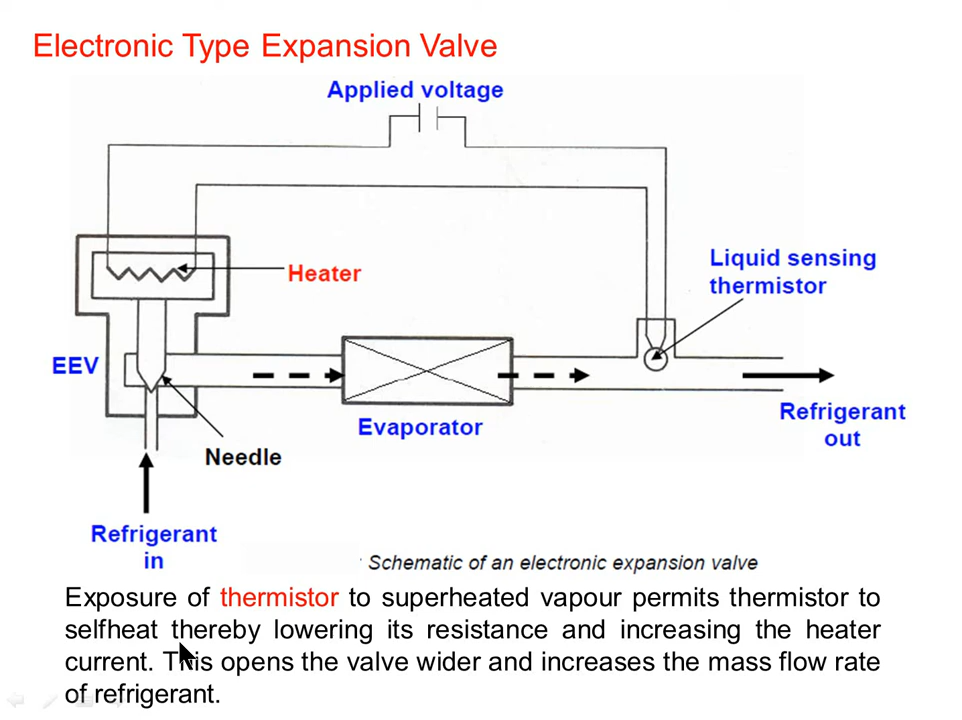 Electronic Type Expansion Valve
Applied voltage
Liquid sensing
thermistor
Heater
EEV
Evaporator
Refrigerant
out
Needle
Refrigerant
in
: Schematic of an electronic expansion valve
Exposure of thermistor to superheated vapour permits thermistor to
selfheat thereby lowering its resistance and increasing the heater
current. This opens the valve wider and increases the mass flow rate
of refrigerant.